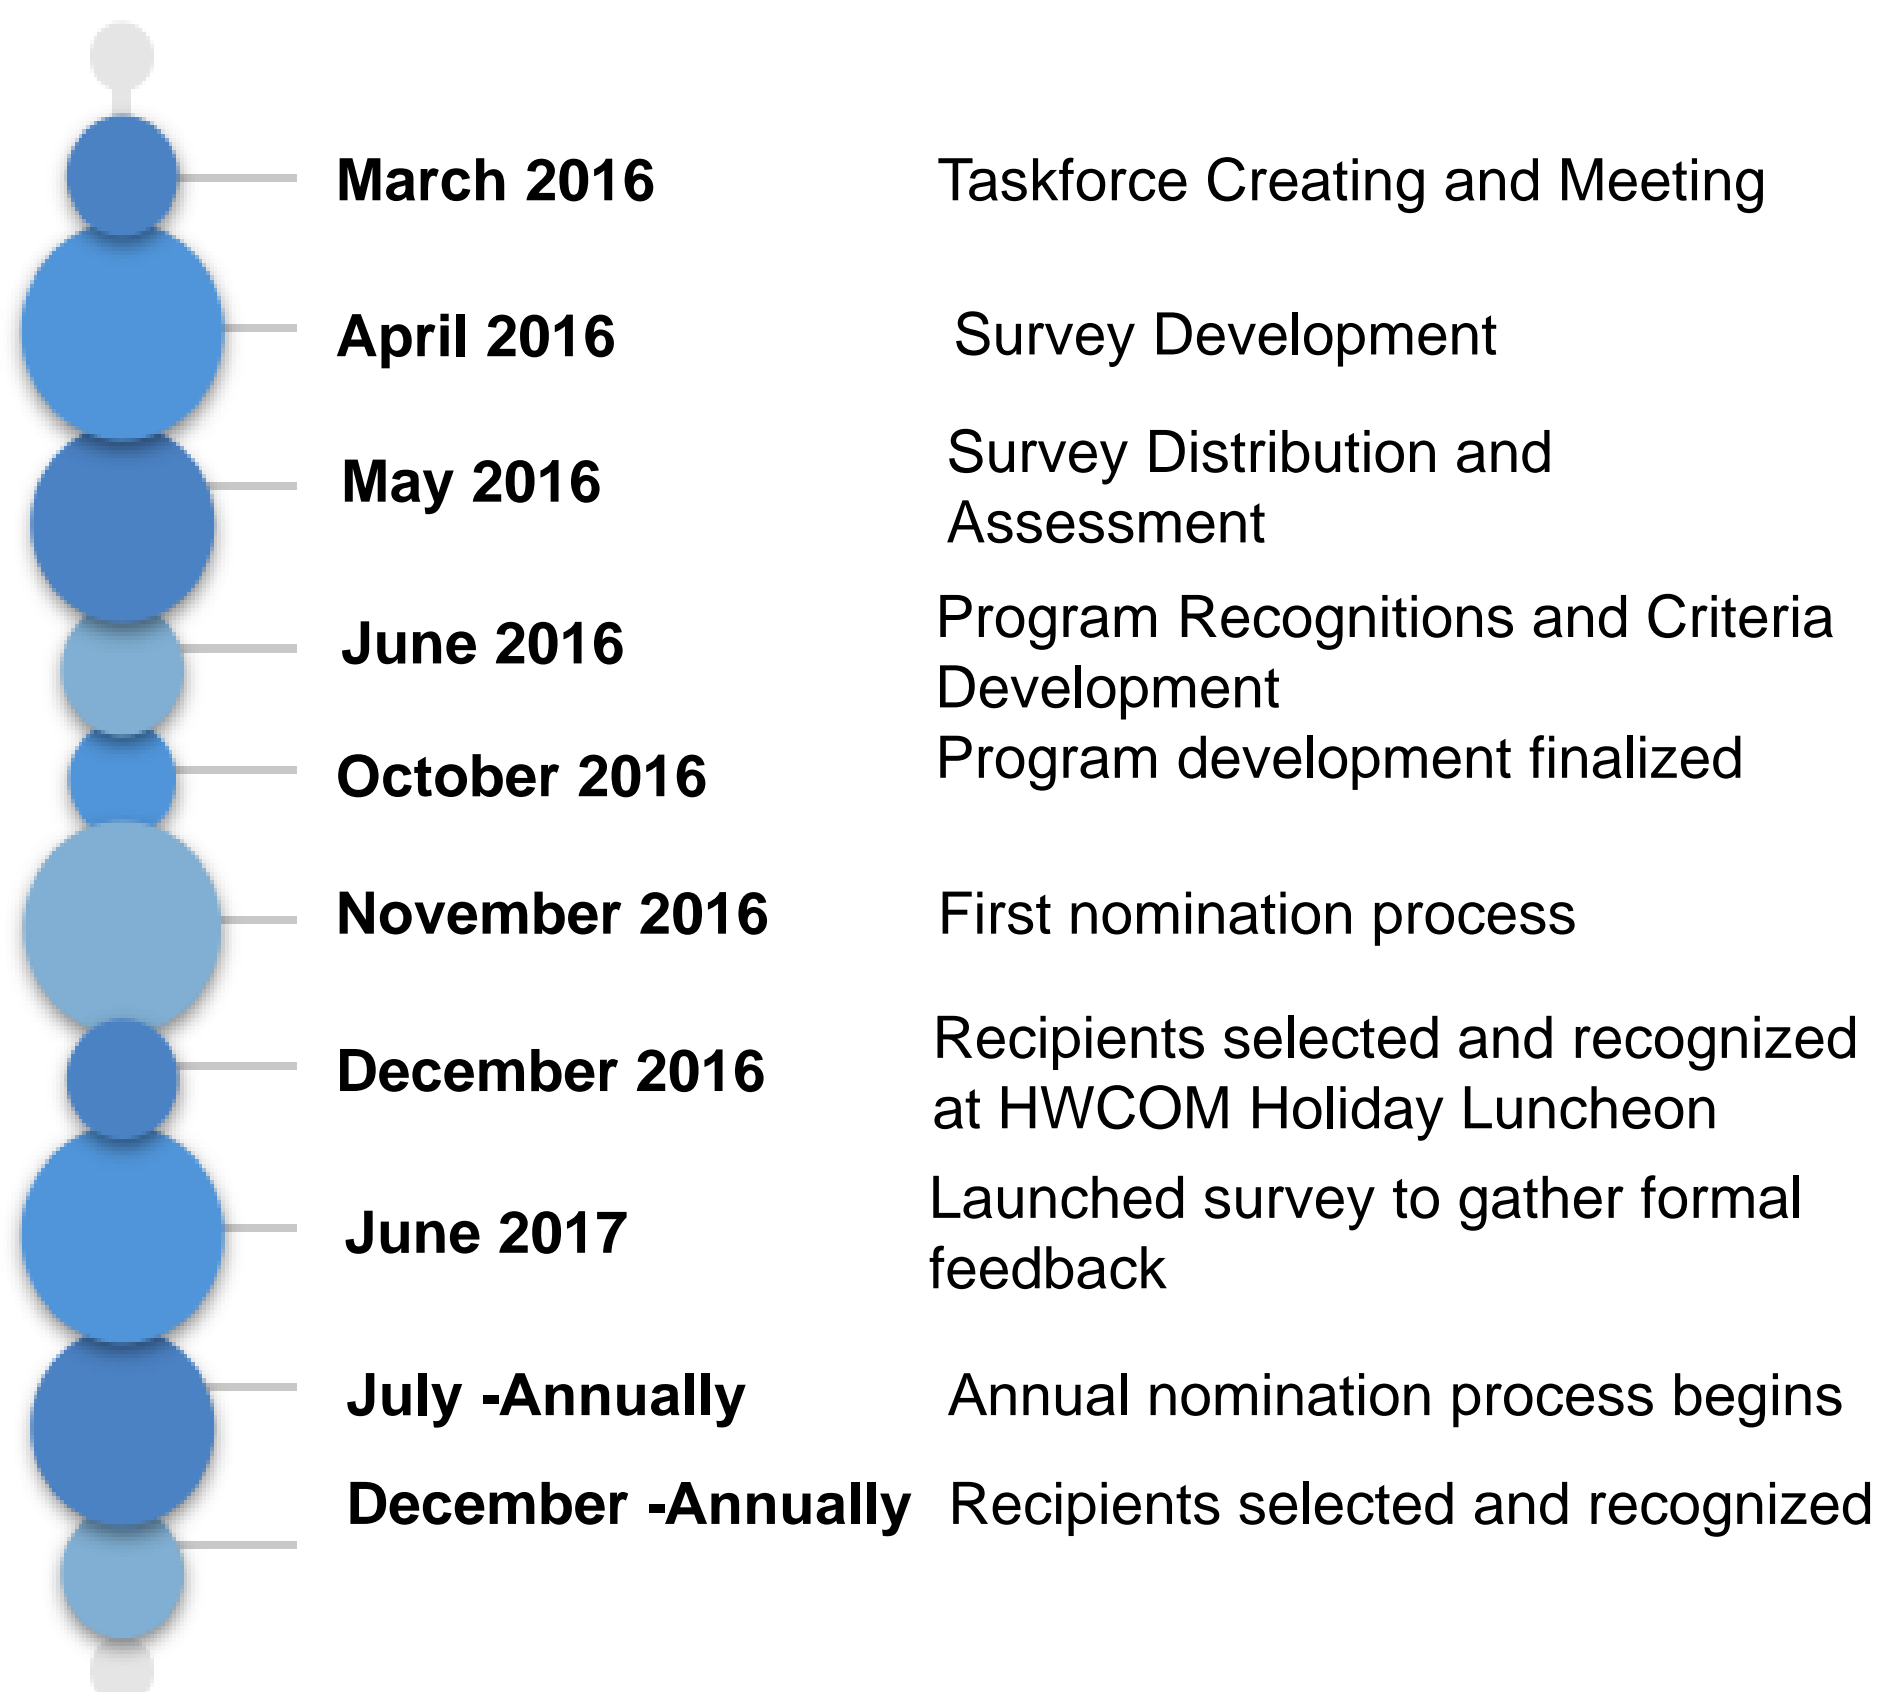 March 2016 Taskforce Creating and Meeting
April 2016 Survey Development
May 2016 Survey Distribution and
Assessment
June 2016 Program Recognitions and Criteria
Development
October 2016 Program development finalized
November 2016 First nomination process
December 2016 Recipients selected and recognized
at HWCOM Holiday Luncheon
June 2017 Launched survey to gather formal
feedback
July -Annually Annual nomination process begins
December -Annually Recipients selected and recognized